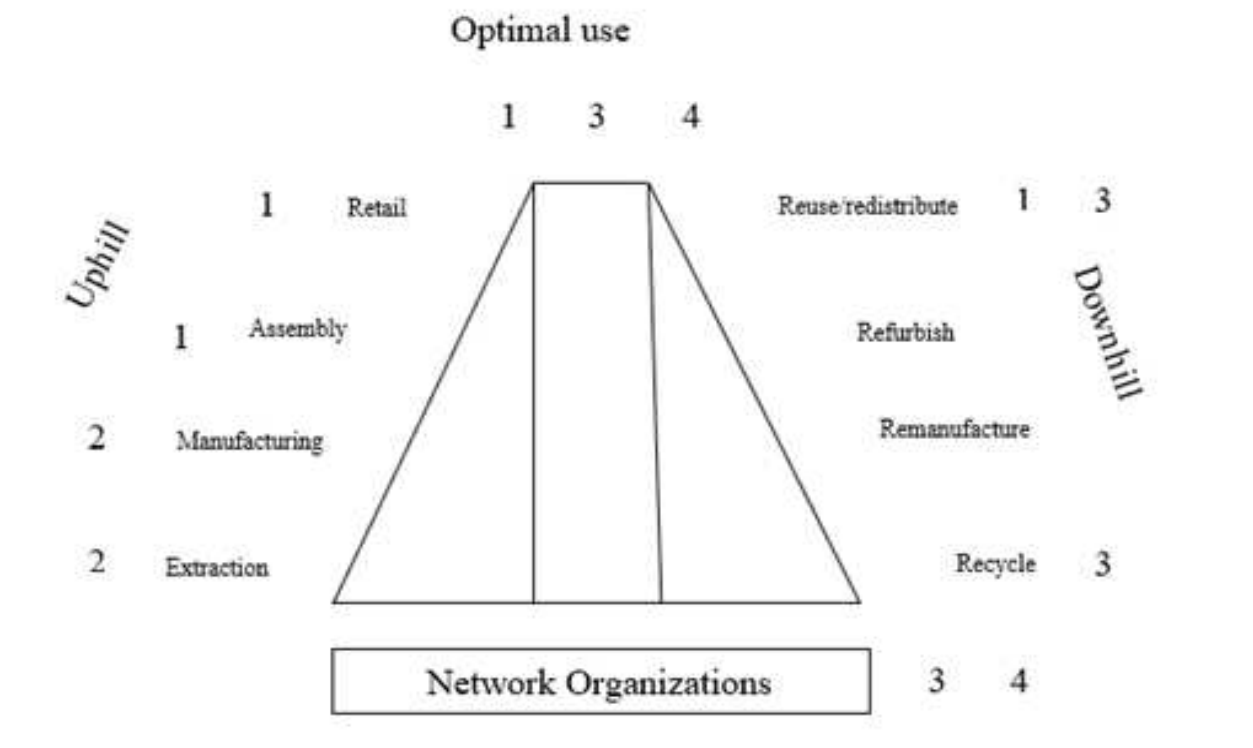 Optimal use
1 3 4
1 Retail
Reuse/redistribute 1 3
Uphill
Downhill
1 Assembly
Refurbish
2 Manufacturing
Remanufacture
2 Extraction
Recycle 3
Network Organizations 3 4